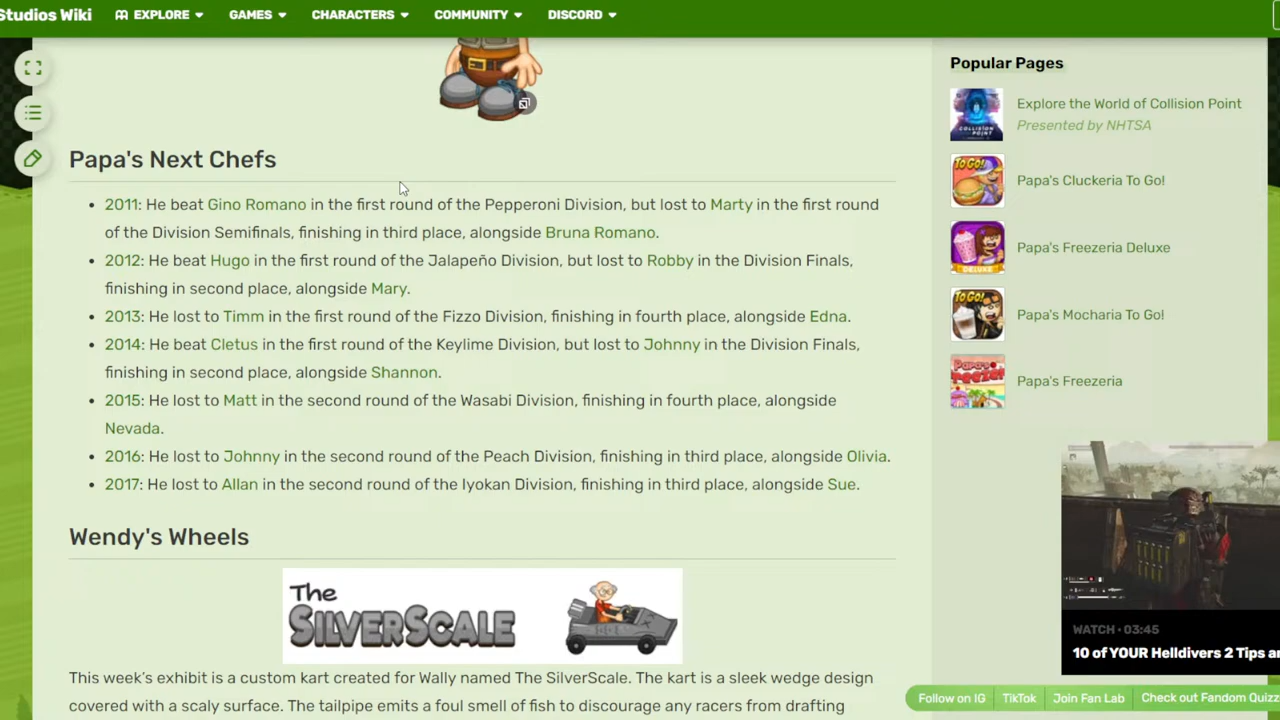 Studios Wiki EXPLORE GAMES CHARACTERS COMMUNITY DISCORD
Papa's Next Chefs
2011: He beat Gino Romano in the first round of the Pepperoni Division, but lost to Marty in the first round
of the Division Semifinals, finishing in third place, alongside Bruna Romano.
2012: He beat Hugo in the first round of the Jalapeño Division, but lost to Robby in the Division Finals,
finishing in second place, alongside Mary.
2013: He lost to Timm in the first round of the Fizzo Division, finishing in fourth place, alongside Edna.
2014: He beat Cletus in the first round of the Keylime Division, but lost to Johnny in the Division Finals,
finishing in second place, alongside Shannon.
2015: He lost to Matt in the second round of the Wasabi Division, finishing in fourth place, alongside
Nevada.
2016: He lost to Johnny in the second round of the Peach Division, finishing in third place, alongside Olivia.
2017: He lost to Allan in the second round of the Iyokan Division, finishing in third place, alongside Sue.
Wendy's Wheels
The
SILVERSCALE
This week's exhibit is a custom kart created for Wally named The SilverScale. The kart is a sleek wedge design
covered with a scaly surface. The tailpipe emits a foul smell of fish to discourage any racers from drafting
Popular Pages
COLLISION
Explore the World of Collision Point
Presented by NHTSA
TO GO!
Papa's Cluckeria To Go!
DELUXE
Papa's Freezeria Deluxe
TO GO!
Papa's Mocharia To Go!
Papa's
Freezeria
Papa's Freezeria
WATCH • 03:45
10 of YOUR Helldivers 2 Tips
Follow on IG TikTok Join Fan Lab Check out Fandom Quizz